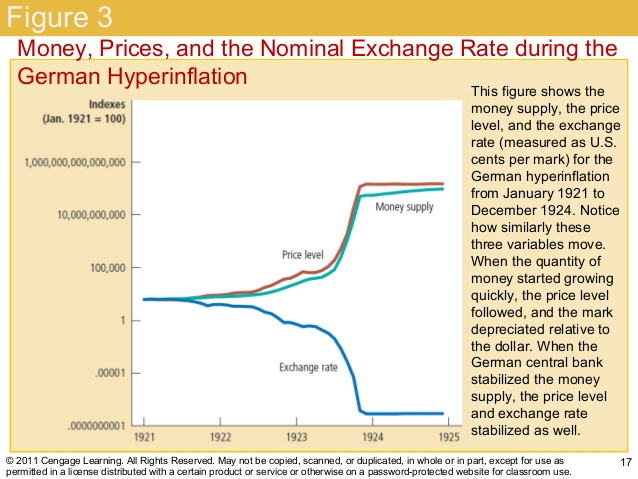 Figure 3
Money, Prices, and the Nominal Exchange Rate during the
German Hyperinflation
Indexes
(Jan. 1921 = 100)
1,000,000,000,000,000
10,000,000,000
100,000
1
.00001
.0000000001
Price level
Money supply
Exchange rate
1921
1922
1923
1924
1925
This figure shows the
money supply, the price
level, and the exchange
rate (measured as U.S.
cents per mark) for the
German hyperinflation
from January 1921 to
December 1924. Notice
how similarly these
three variables move.
When the quantity of
money started growing
quickly, the price level
followed, and the mark
depreciated relative to
the dollar. When the
German central bank
stabilized the money
supply, the price level
and exchange rate
stabilized as well.
© 2011 Cengage Learning. All Rights Reserved. May not be copied, scanned, or duplicated, in whole or in part, except for use as
permitted in a license distributed with a certain product or service or otherwise on a password-protected website for classroom use.
17